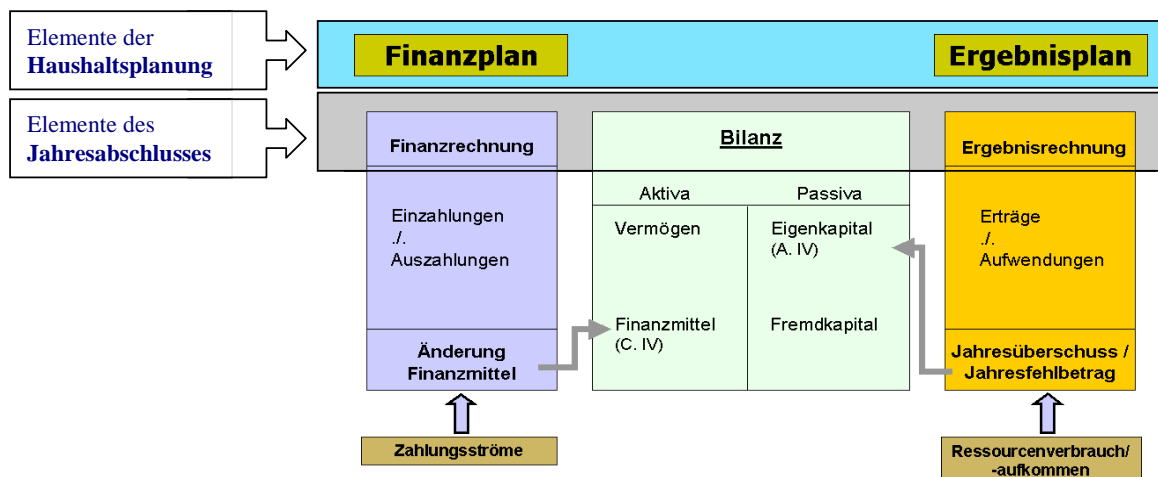 Elemente der
Haushaltsplanung
Finanzplan
Ergebnisplan
Elemente des
Jahresabschlusses
Finanzrechnung
Einzahlungen
./.
Auszahlungen
Änderung
Finanzmittel
Zahlungsströme
Bilanz
Aktiva
Passiva
Vermögen
Eigenkapital
(A. IV)
Finanzmittel
(C. IV)
Fremdkapital
Ergebnisrechnung
Erträge
./.
Aufwendungen
Jahresüberschuss /
Jahresfehlbetrag
Ressourcenverbrauch/
-aufkommen